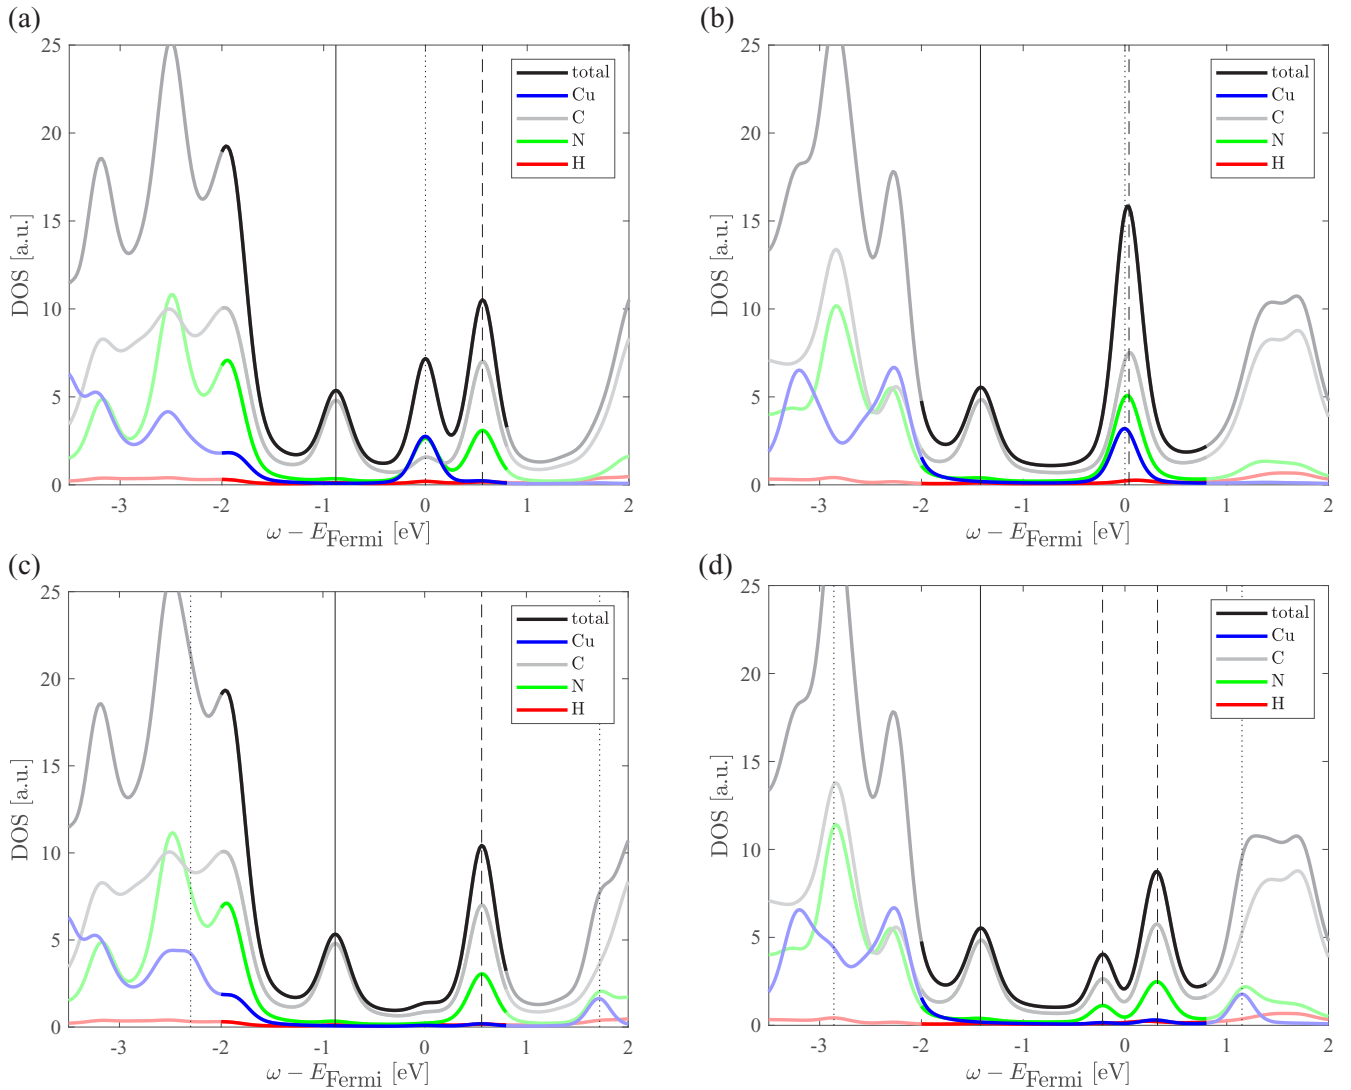 (a)
25
20
15
10
5
0
DOS [a.u.]
-3 -2 -1 0 1 2
ω − E_Fermi [eV]
total
Cu
C
N
H
(b)
25
20
15
10
5
0
DOS [a.u.]
-3 -2 -1 0 1 2
ω − E_Fermi [eV]
total
Cu
C
N
H
(c)
25
20
15
10
5
0
DOS [a.u.]
-3 -2 -1 0 1 2
ω − E_Fermi [eV]
total
Cu
C
N
H
(d)
25
20
15
10
5
0
DOS [a.u.]
-3 -2 -1 0 1 2
ω − E_Fermi [eV]
total
Cu
C
N
H